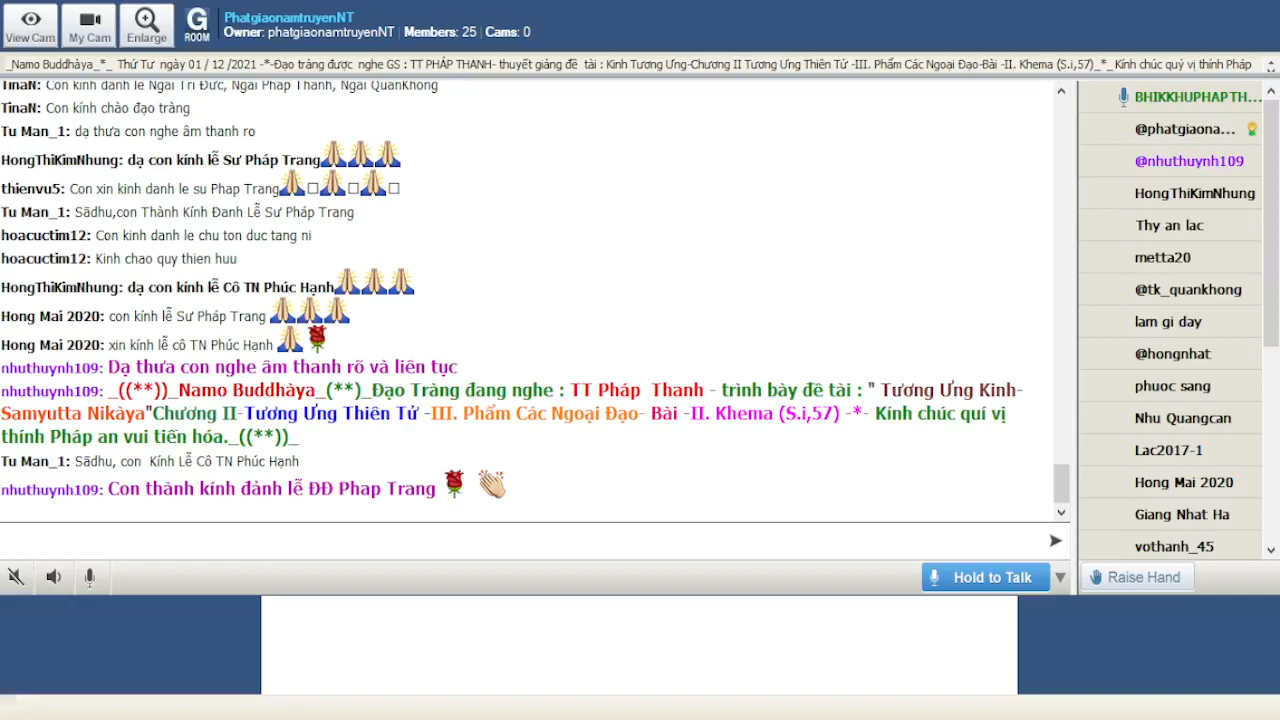 View Cam
My Cam
Enlarge
G
ROOM
PhatgiaonamtruyenNT
Owner: phatgiaonamtruyenNT | Members: 25 | Cams: 0
_Namo Buddhàya_*_ Thứ Tư ngày 01 / 12 /2021 -*-Đạo tràng được nghe GS : TT PHÁP THANH- thuyết giảng đề tài : Kinh Tương Ưng-Chương II Tương Ưng Thiên Tử -III. Phẩm Các Ngoại Đạo-Bài -II. Khema (S.i,57)_*_Kính chúc quý vị thính Pháp
TinaN: Con kinh danh le Ngai Tri Đưc, Ngai Phap Thanh, Ngai QuanKhong
TinaN: Con kính chào đạo tràng
Tu Man_1: dạ thưa con nghe âm thanh ro
HongThiKimNhung: dạ con kính lễ Sư Pháp Trang
thienvu5: Con xin kinh danh le su Phap Trang
Tu Man_1: Sãdhu,con Thành Kính Đanh Lễ Sư Pháp Trang
hoacuctim12: Con kinh danh le chu ton duc tang ni
hoacuctim12: Kinh chao quy thien huu
HongThiKimNhung: dạ con kính lễ Cô TN Phúc Hạnh
Hong Mai 2020: con kính lễ Sư Pháp Trang
Hong Mai 2020: xin kính lễ cô TN Phúc Hạnh
nhuthuynh109: Dạ thưa con nghe âm thanh rõ và liên tục
nhuthuynh109: _((**))_Namo Buddhàya_(**)_Đạo Tràng đang nghe : TT Pháp Thanh - trình bày đề tài : " Tương Ưng Kinh-
Samyutta Nikàya"Chương II-Tương Ưng Thiên Tử -III. Phẩm Các Ngoại Đạo- Bài -II. Khema (S.i,57) -*- Kính chúc quí vị
thính Pháp an vui tiến hóa._((**))_
Tu Man_1: Sãdhu, con Kính Lễ Cô TN Phúc Hạnh
nhuthuynh109: Con thành kính đảnh lễ ĐĐ Phap Trang
BHIKKHUPHAPTH...
@phatgiaona...
@nhuthuynh109
HongThiKimNhung
Thy an lac
metta20
@tk_quankhong
lam gi day
@hongnhat
phuoc sang
Nhu Quangcan
Lac2017-1
Hong Mai 2020
Giang Nhat Ha
vothanh_45
Hold to Talk
Raise Hand